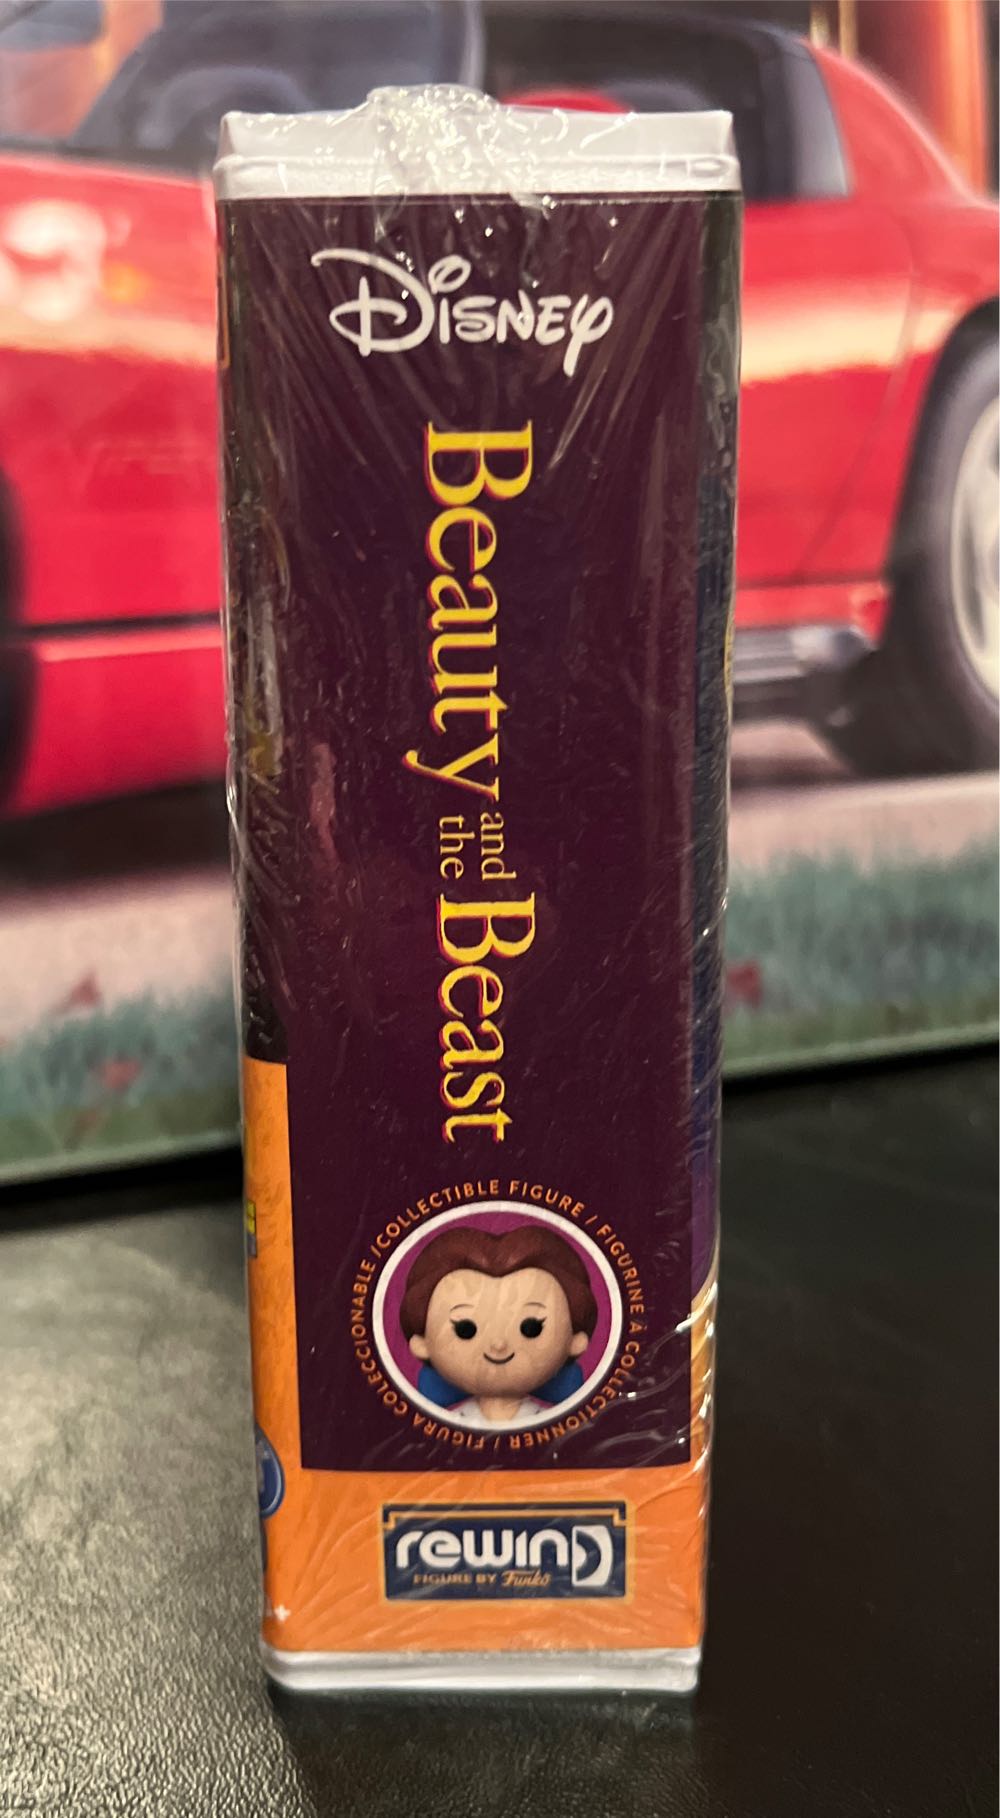 Disney
Beauty and the Beast
FIGURA COLECCIONABLE / COLLECTIBLE FIGURE / FIGURINE À COLLECTIONNER /
rewind
FIGURE BY Funko